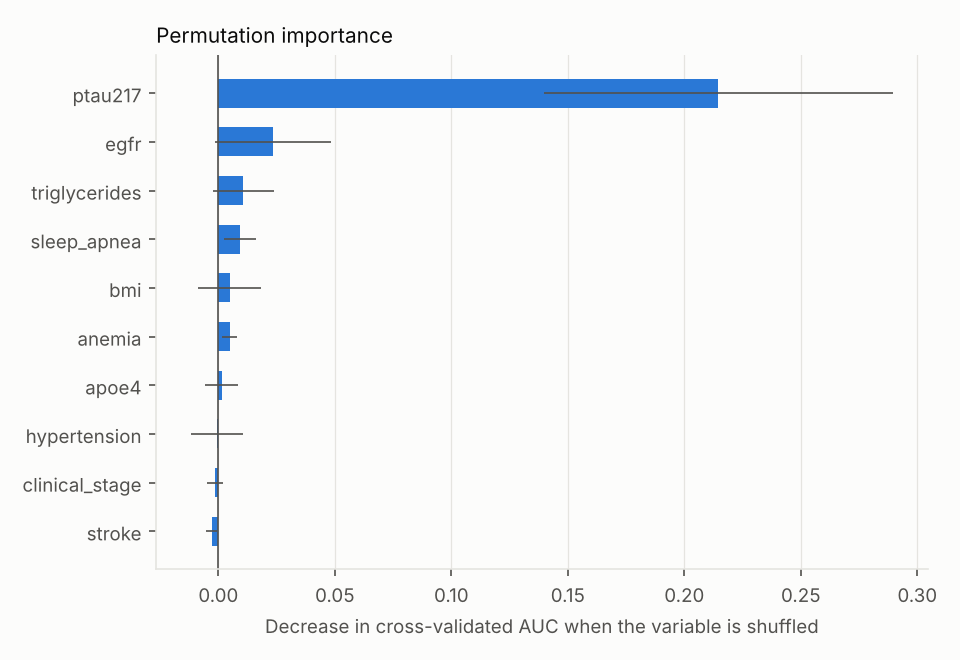 Permutation importance
ptau217
egfr
triglycerides
sleep_apnea
bmi
anemia
apoe4
hypertension
clinical_stage
stroke
0.00 0.05 0.10 0.15 0.20 0.25 0.30
Decrease in cross-validated AUC when the variable is shuffled